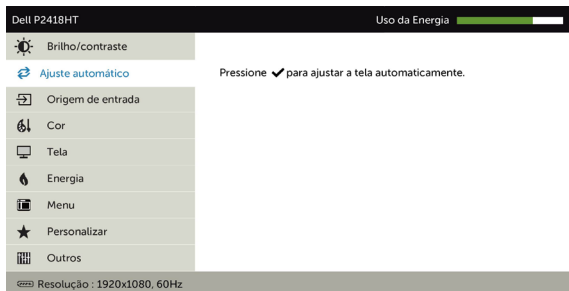 Dell P2418HT
Uso da Energia
Brilho/contraste
Ajuste automático
Pressione ✔ para ajustar a tela automaticamente.
Origem de entrada
Cor
Tela
Energia
Menu
Personalizar
Outros
Resolução : 1920x1080, 60Hz